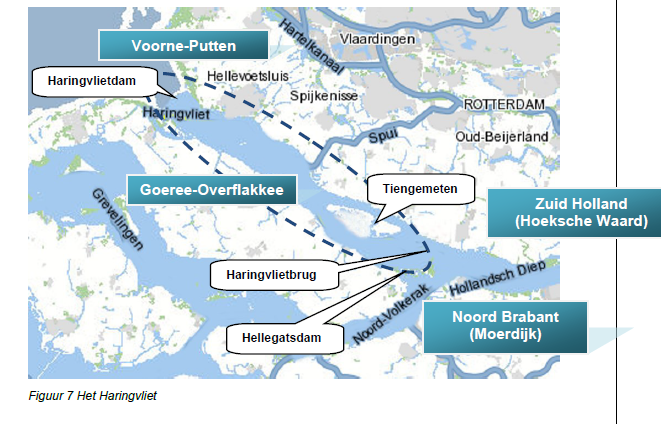 Voorne-Putten
Hartelkanaal
Vlaardingen
Haringvlietdam
Hellevoetsluis
Spijkenisse
ROTTERDAM
Haringvliet
Spui
Oud-Beijerland
Goeree-Overflakkee
Tiengemeten
Zuid Holland
(Hoeksche Waard)
Grevelingen
Haringvlietbrug
Hollandsch Diep
Noord-Volkerak
Noord Brabant
(Moerdijk)
Hellegatsdam
Figuur 7 Het Haringvliet